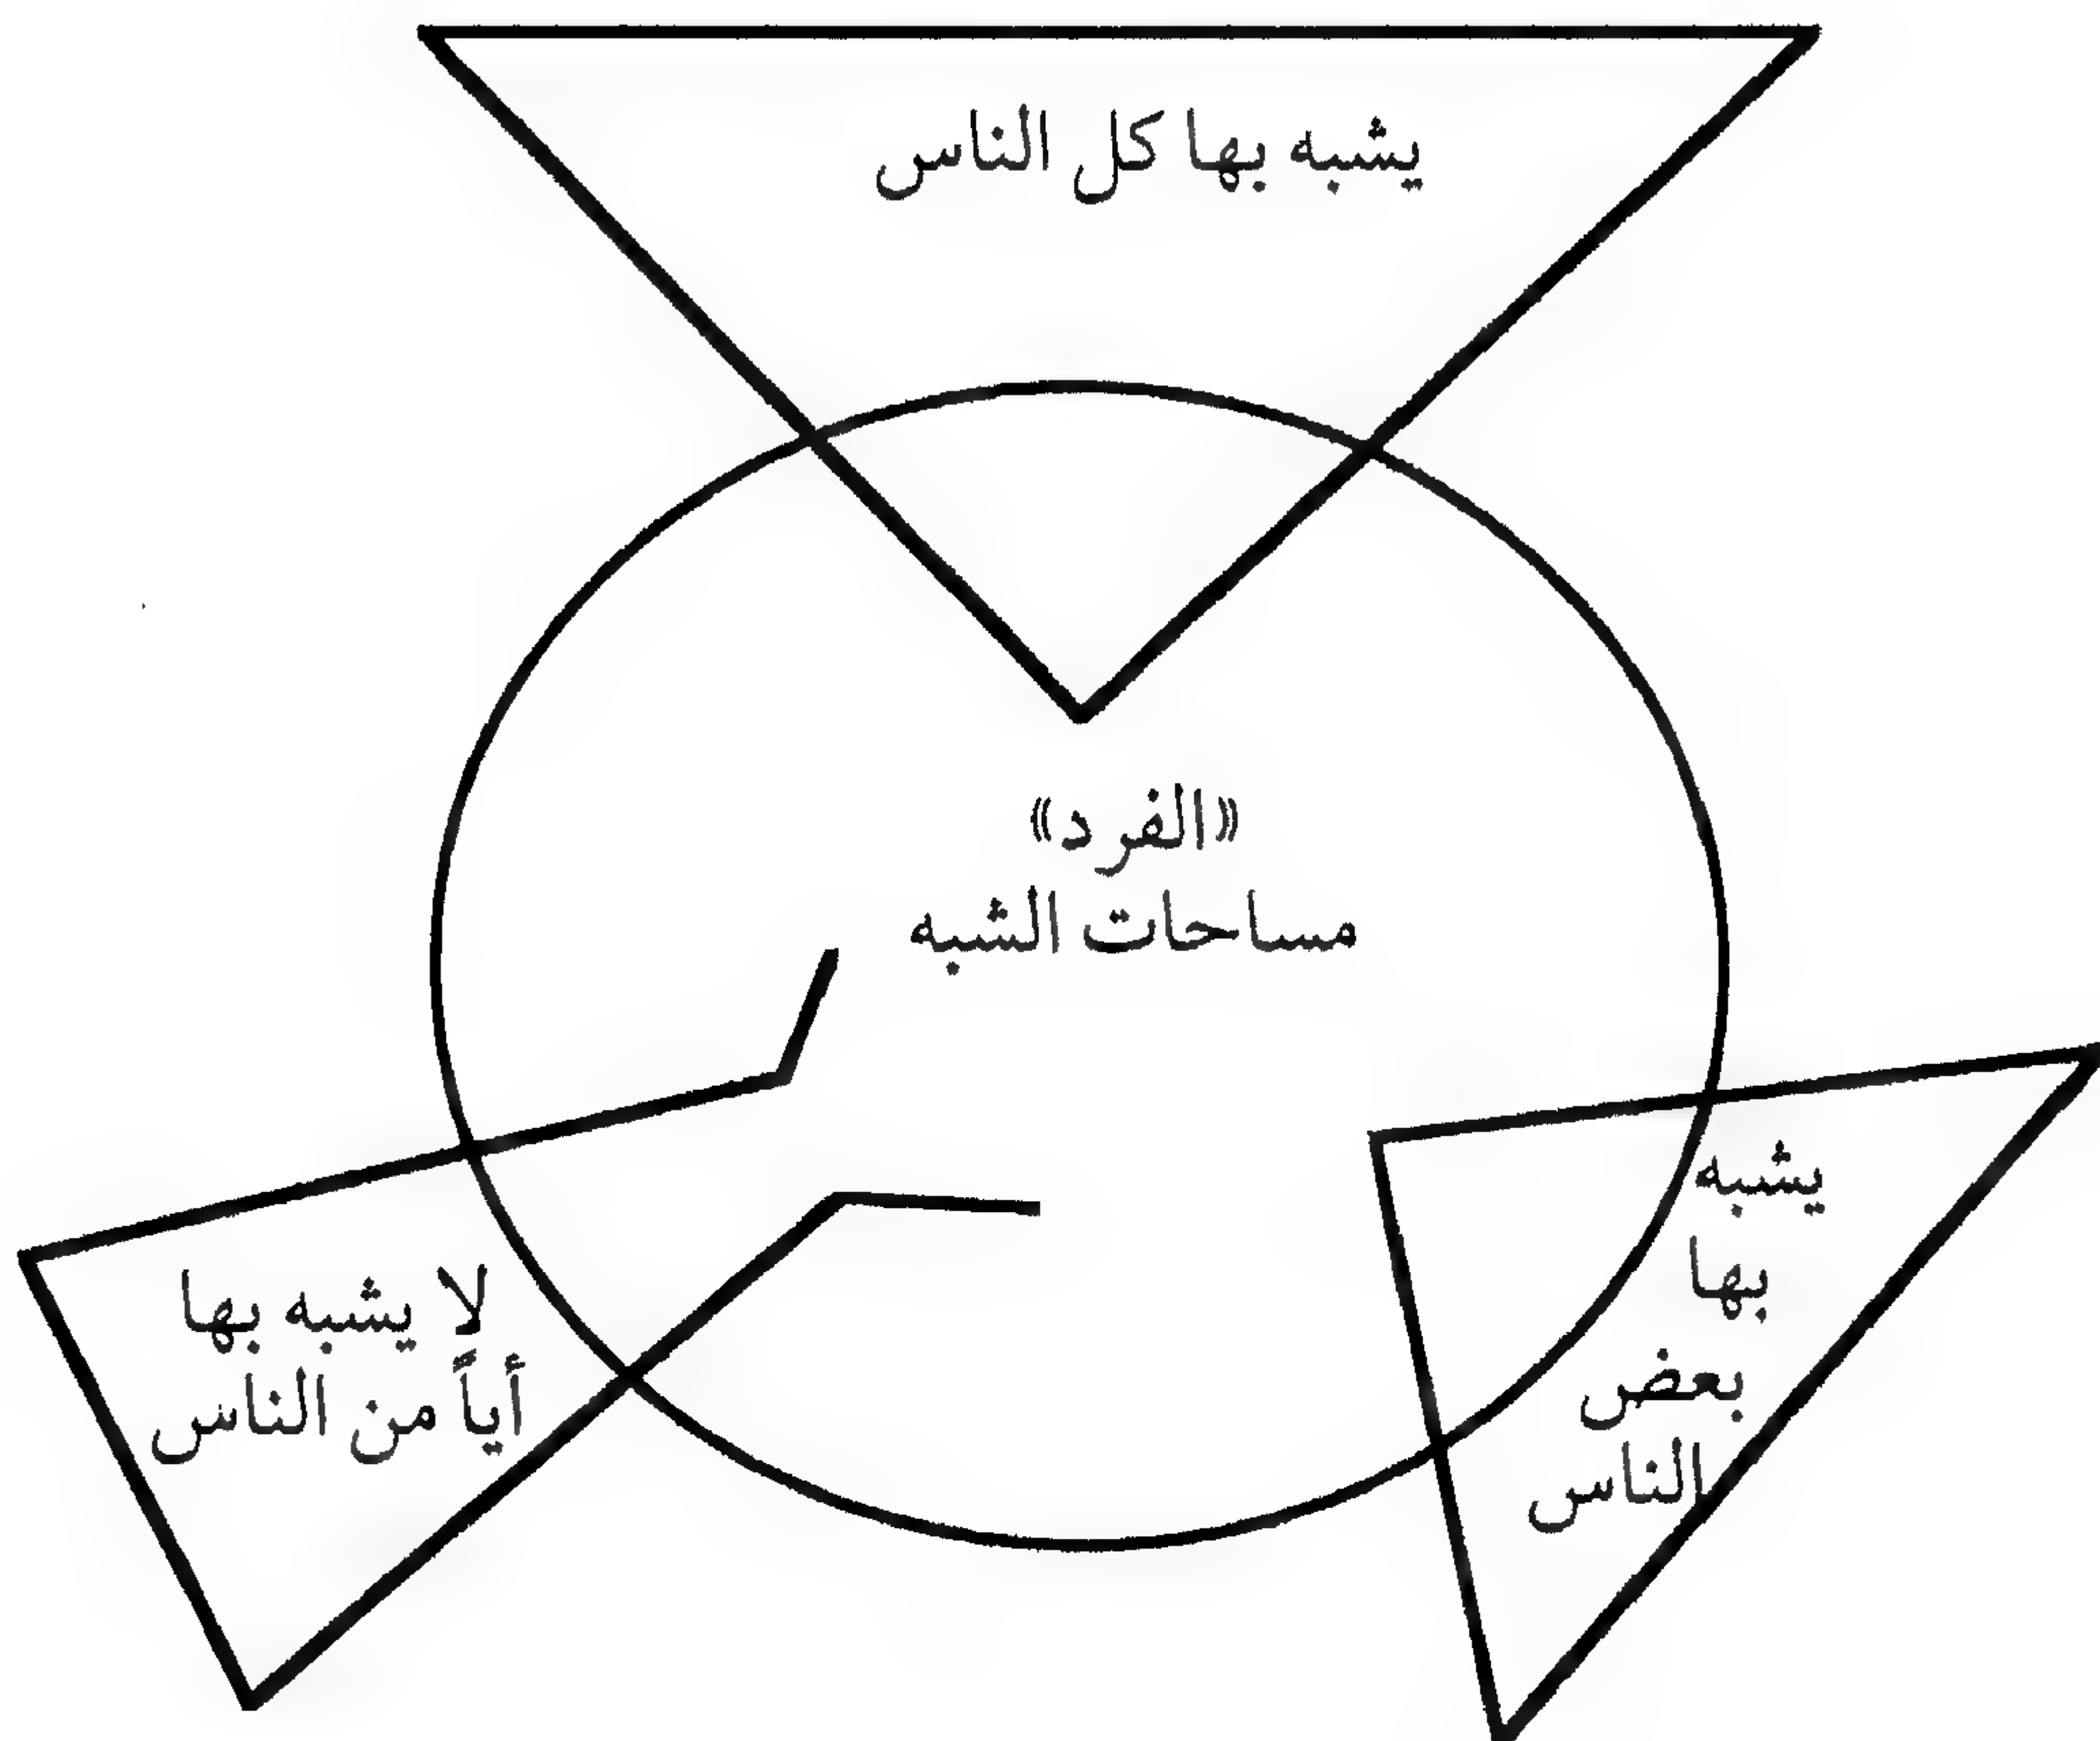 يشبه بها كل الناس
«الفرد»
مساحات الشبه
يشبه
بها
بعض
الناس
لا يشبه بها
أياً من الناس